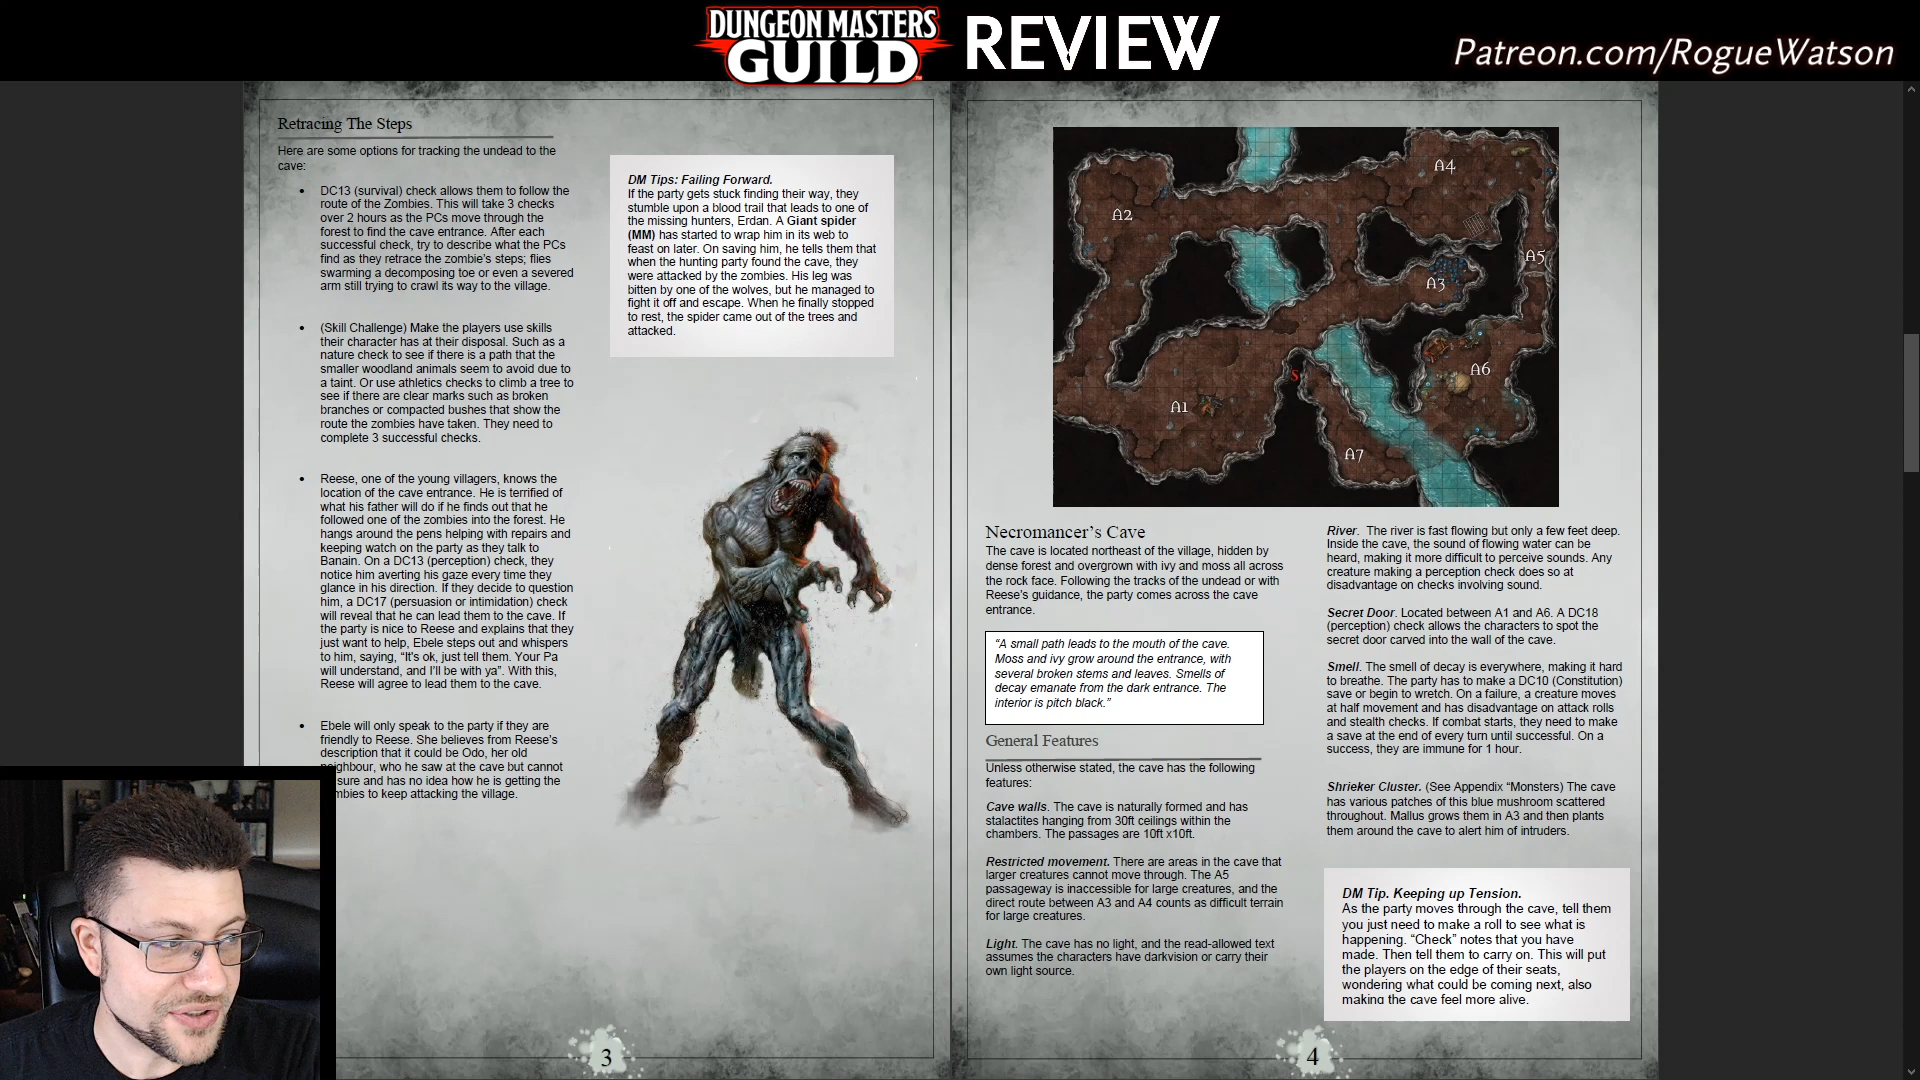 DUNGEON MASTERS
GUILD
REVIEW
Patreon.com/RogueWatson
Retracing The Steps
Here are some options for tracking the undead to the
cave:
• DC13 (survival) check allows them to follow the
route of the Zombies. This will take 3 checks
over 2 hours as the PCs move through the
forest to find the cave entrance. After each
successful check, try to describe what the PCs
find as they retrace the zombie's steps; flies
swarming a decomposing toe or even a severed
arm still trying to crawl its way to the village.
• (Skill Challenge) Make the players use skills
their character has at their disposal. Such as a
nature check to see if there is a path that the
smaller woodland animals seem to avoid due to
a taint. Or use athletics checks to climb a tree to
see if there are clear marks such as broken
branches or compacted bushes that show the
route the zombies have taken. They need to
complete 3 successful checks.
• Reese, one of the young villagers, knows the
location of the cave entrance. He is terrified of
what his father will do if he finds out that he
followed one of the zombies into the forest. He
hangs around the pens helping with repairs and
keeping watch on the party as they talk to
Banain. On a DC13 (perception) check, they
notice him averting his gaze every time they
glance in his direction. If they decide to question
him, a DC17 (persuasion or intimidation) check
will reveal that he can lead them to the cave. If
the party is nice to Reese and explains that they
just want to help, Ebele steps out and whispers
to him, saying, “It's ok, just tell them. Your Pa
will understand, and I'll be with ya”. With this,
Reese will agree to lead them to the cave.
• Ebele will only speak to the party if they are
friendly to Reese. She believes from Reese's
description that it could be Odo, her old
neighbour, who he saw at the cave but cannot
sure and has no idea how he is getting the
mbies to keep attacking the village.
DM Tips: Failing Forward.
If the party gets stuck finding their way, they
stumble upon a blood trail that leads to one of
the missing hunters, Erdan. A Giant spider
(MM) has started to wrap him in its web to
feast on later. On saving him, he tells them that
when the hunting party found the cave, they
were attacked by the zombies. His leg was
bitten by one of the wolves, but he managed to
fight it off and escape. When he finally stopped
to rest, the spider came out of the trees and
attacked.
3
A4
A2
A5
A3
A6
S
A1
A7
Necromancer's Cave
The cave is located northeast of the village, hidden by
dense forest and overgrown with ivy and moss all across
the rock face. Following the tracks of the undead or with
Reese's guidance, the party comes across the cave
entrance.
“A small path leads to the mouth of the cave.
Moss and ivy grow around the entrance, with
several broken stems and leaves. Smells of
decay emanate from the dark entrance. The
interior is pitch black.”
General Features
Unless otherwise stated, the cave has the following
features:
Cave walls. The cave is naturally formed and has
stalactites hanging from 30ft ceilings within the
chambers. The passages are 10ft x10ft.
Restricted movement. There are areas in the cave that
larger creatures cannot move through. The A5
passageway is inaccessible for large creatures, and the
direct route between A3 and A4 counts as difficult terrain
for large creatures.
Light. The cave has no light, and the read-allowed text
assumes the characters have darkvision or carry their
own light source.
River. The river is fast flowing but only a few feet deep.
Inside the cave, the sound of flowing water can be
heard, making it more difficult to perceive sounds. Any
creature making a perception check does so at
disadvantage on checks involving sound.
Secret Door. Located between A1 and A6. A DC18
(perception) check allows the characters to spot the
secret door carved into the wall of the cave.
Smell. The smell of decay is everywhere, making it hard
to breathe. The party has to make a DC10 (Constitution)
save or begin to wretch. On a failure, a creature moves
at half movement and has disadvantage on attack rolls
and stealth checks. If combat starts, they need to make
a save at the end of every turn until successful. On a
success, they are immune for 1 hour.
Shrieker Cluster. (See Appendix “Monsters) The cave
has various patches of this blue mushroom scattered
throughout. Mallus grows them in A3 and then plants
them around the cave to alert him of intruders.
DM Tip. Keeping up Tension.
As the party moves through the cave, tell them
you just need to make a roll to see what is
happening. “Check” notes that you have
made. Then tell them to carry on. This will put
the players on the edge of their seats,
wondering what could be coming next, also
making the cave feel more alive.
4